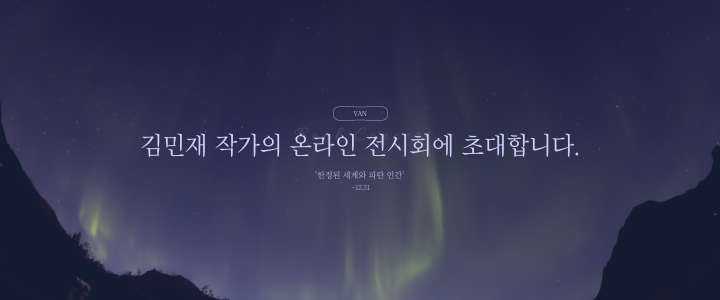 VAN
김민재 작가의 온라인 전시회에 초대합니다.
'한정된 세계와 파란 인간'
~12.31